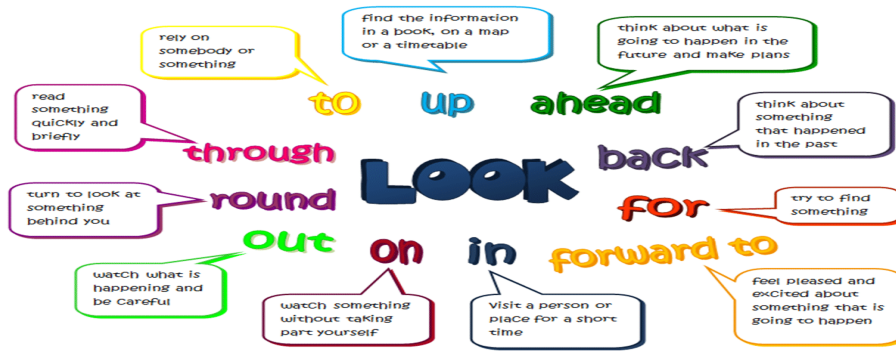 find the information
in a book, on a map
or a timetable
think about what is
going to happen in the
future and make plans
rely on
somebody or
something
to
up
ahead
read
something
quickly and
briefly
think about
something
that happened
in the past
through
back
LOOK
turn to look at
something
behind you
round
for
try to find
something
out
on
in
forward to
watch what is
happening and
be careful
watch something
without taking
part yourself
visit a person or
place for a short
time
feel pleased and
excited about
something that is
going to happen